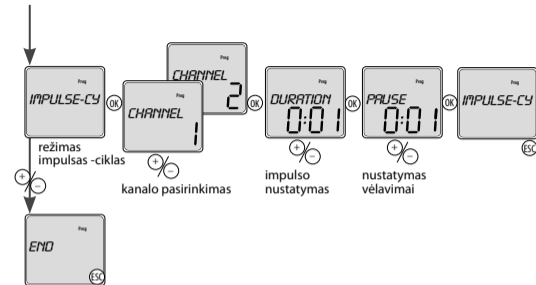 Prog
IMPULSE-CY
OK
Prog
CHANNEL
2
Prog
CHANNEL
1
OK
Prog
DURATION
0:01
OK
Prog
PAUSE
0:01
OK
Prog
IMPULSE-CY
ESC
režimas
impulsas -ciklas
+/−
+/−
kanalo pasirinkimas
+/−
impulso
nustatymas
+/−
nustatymas
vėlavimai
Prog
END
ESC